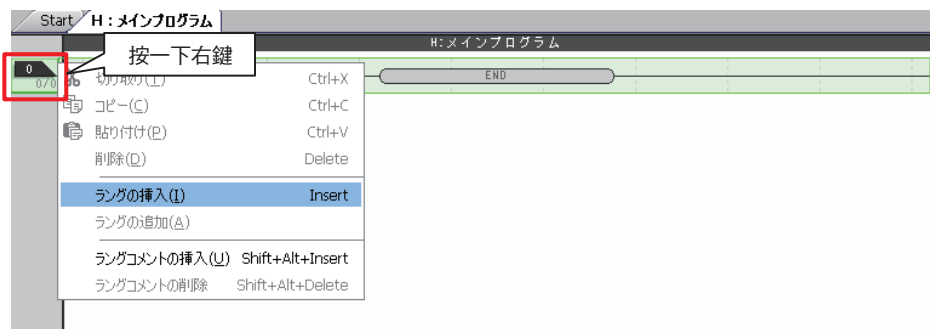 Start H：メインプログラム
H:メインプログラム
按一下右鍵
0
0/0
END
切り取り(T) Ctrl+X
コピー(C) Ctrl+C
貼り付け(P) Ctrl+V
削除(D) Delete
ラングの挿入(I) Insert
ラングの追加(A)
ラングコメントの挿入(U) Shift+Alt+Insert
ラングコメントの削除 Shift+Alt+Delete